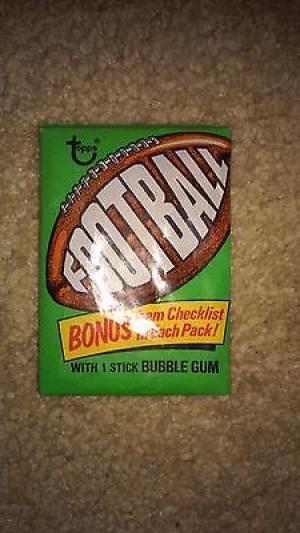 topps®
FOOTBALL
BONUS Team Checklist
in each Pack!
WITH 1 STICK BUBBLE GUM